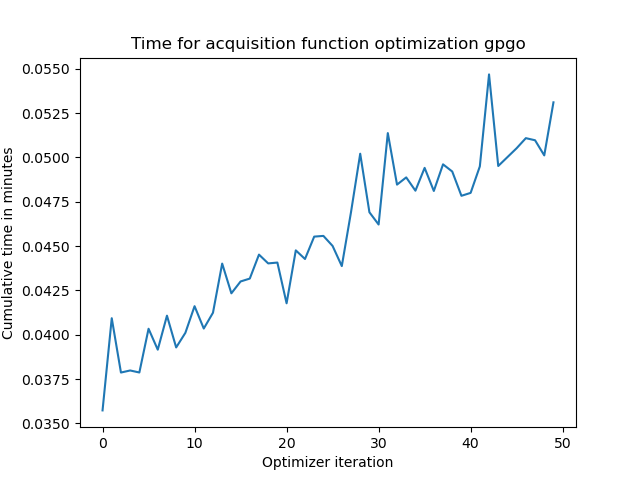 Time for acquisition function optimization gpgo
Cumulative time in minutes
0.0550
0.0525
0.0500
0.0475
0.0450
0.0425
0.0400
0.0375
0.0350
0 10 20 30 40 50
Optimizer iteration